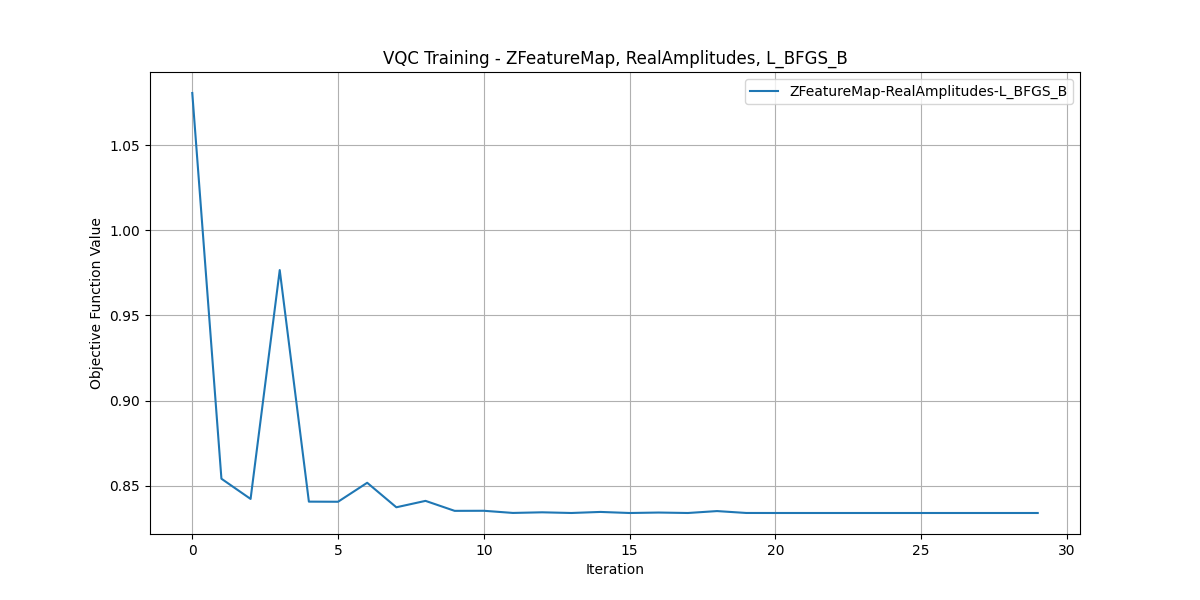 VQC Training - ZFeatureMap, RealAmplitudes, L_BFGS_B
ZFeatureMap-RealAmplitudes-L_BFGS_B
Objective Function Value
1.05
1.00
0.95
0.90
0.85
0 5 10 15 20 25 30
Iteration